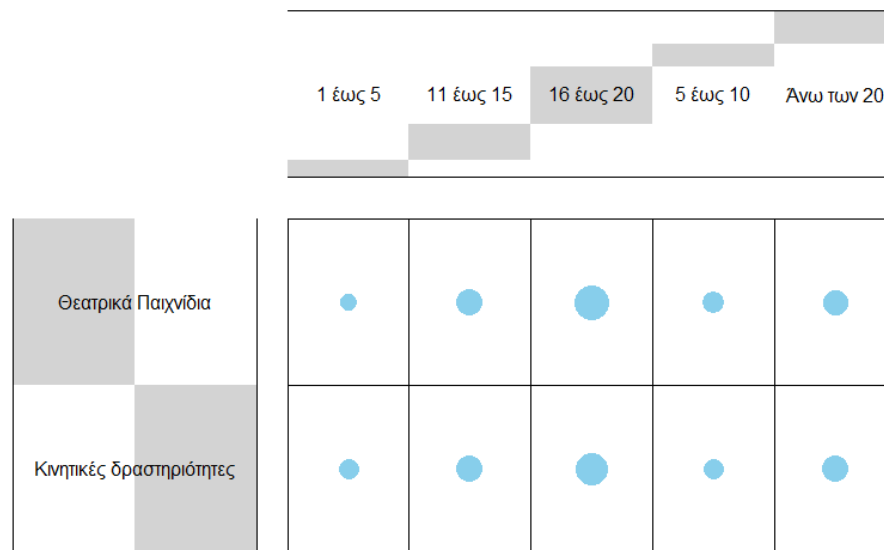 1 έως 5
11 έως 15
16 έως 20
5 έως 10
Άνω των 20
Θεατρικά Παιχνίδια
Κινητικές δραστηριότητες